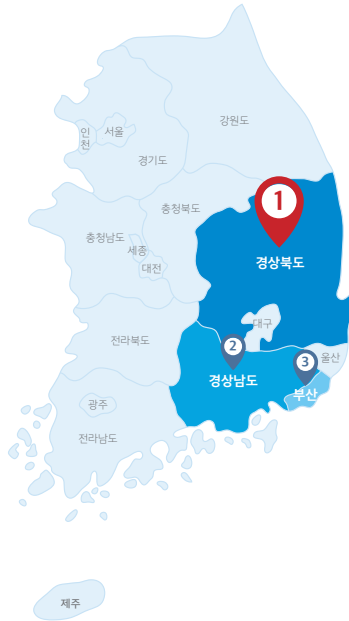 강원도
인천
서울
경기도
1
충청북도
충청남도
세종
경상북도
대전
대구
전라북도
2
3
울산
경상남도
부산
광주
전라남도
제주